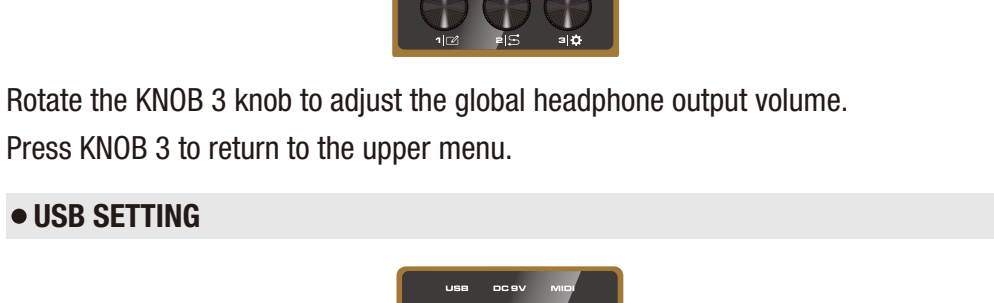 1 2 3
Rotate the KNOB 3 knob to adjust the global headphone output volume.
Press KNOB 3 to return to the upper menu.
● USB SETTING
USB DC 9V MIDI